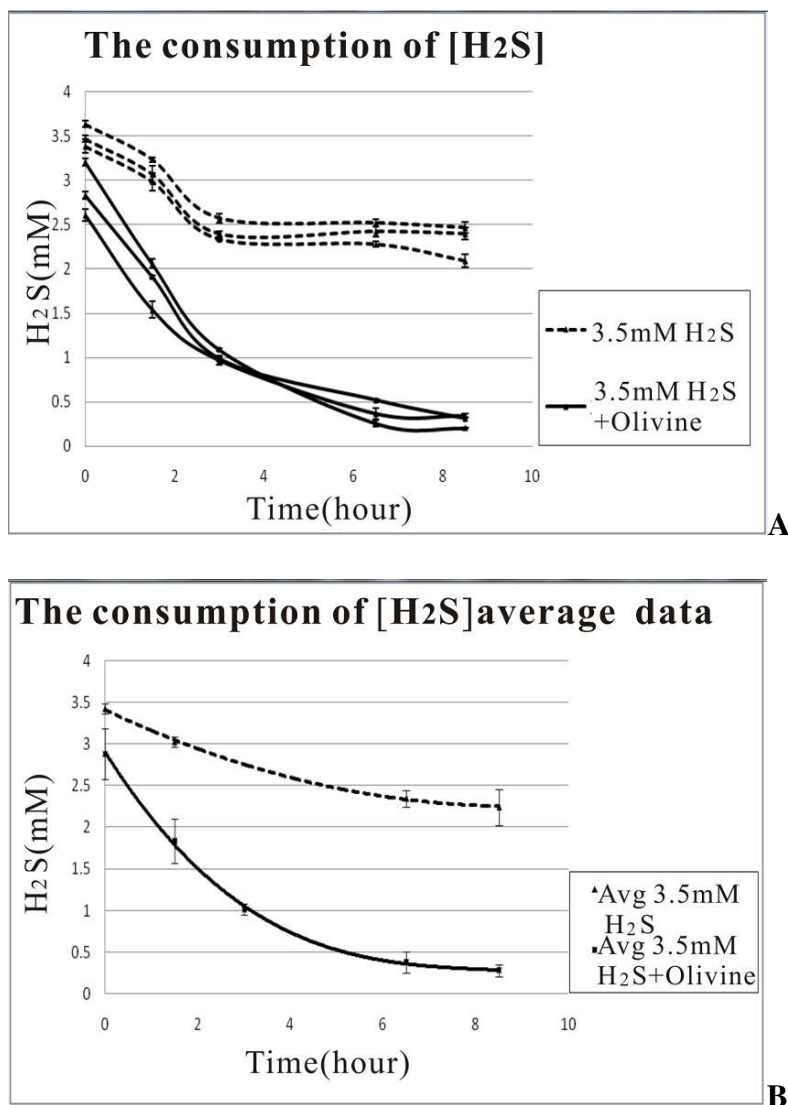 The consumption of [H2S]
4
3.5
3
2.5
2
1.5
1
0.5
0
H2S(mM)
0 2 4 6 8 10
Time(hour)
3.5mM H2S
3.5mM H2S
+Olivine
A
The consumption of [H2S]average data
4
3.5
3
2.5
2
1.5
1
0.5
0
H2S(mM)
0 2 4 6 8 10
Time(hour)
Avg 3.5mM
H2S
Avg 3.5mM
H2S+Olivine
B